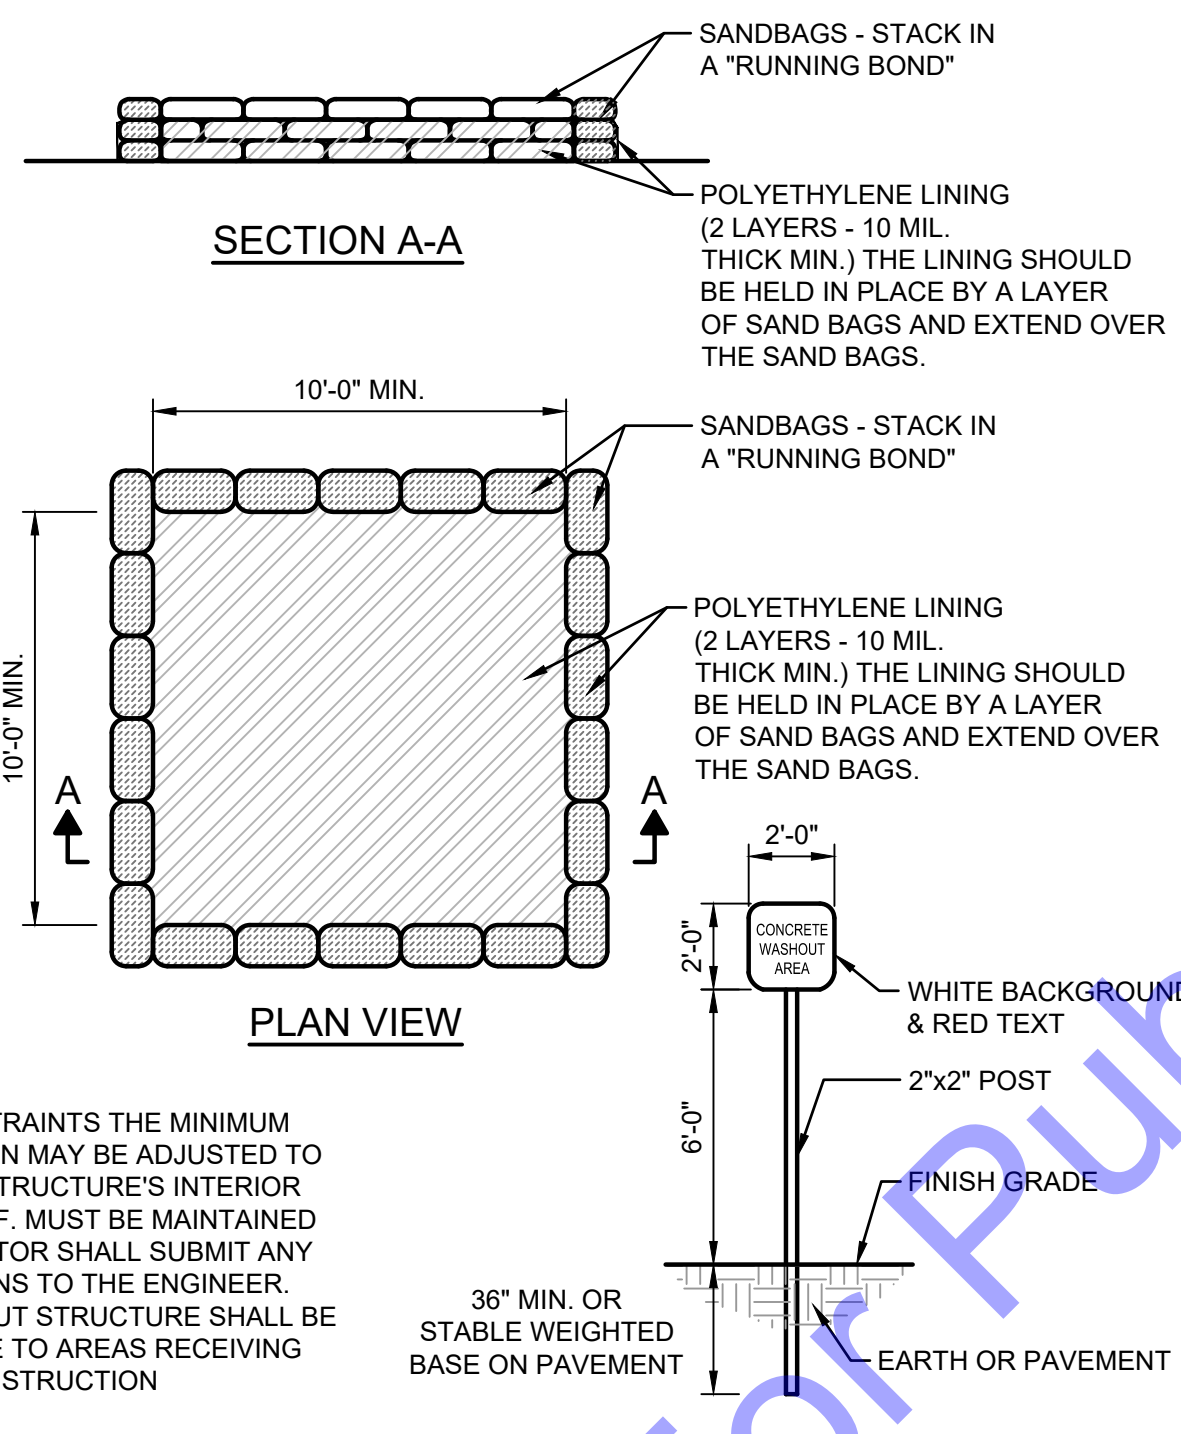 SANDBAGS - STACK IN
A "RUNNING BOND"
SECTION A-A
POLYETHYLENE LINING
(2 LAYERS - 10 MIL.
THICK MIN.) THE LINING SHOULD
BE HELD IN PLACE BY A LAYER
OF SAND BAGS AND EXTEND OVER
THE SAND BAGS.
10'-0" MIN.
SANDBAGS - STACK IN
A "RUNNING BOND"
10'-0" MIN.
POLYETHYLENE LINING
(2 LAYERS - 10 MIL.
THICK MIN.) THE LINING SHOULD
BE HELD IN PLACE BY A LAYER
OF SAND BAGS AND EXTEND OVER
THE SAND BAGS.
A
A
PLAN VIEW
2'-0"
2'-0"
CONCRETE
WASHOUT
AREA
WHITE BACKGROUND
& RED TEXT
2"x2" POST
6'-0"
FINISH GRADE
36" MIN. OR
STABLE WEIGHTED
BASE ON PAVEMENT
EARTH OR PAVEMENT
TRAINTS THE MINIMUM
N MAY BE ADJUSTED TO
TRUCTURE'S INTERIOR
F. MUST BE MAINTAINED
TOR SHALL SUBMIT ANY
NS TO THE ENGINEER.
UT STRUCTURE SHALL BE
E TO AREAS RECEIVING
STRUCTION
or Pub